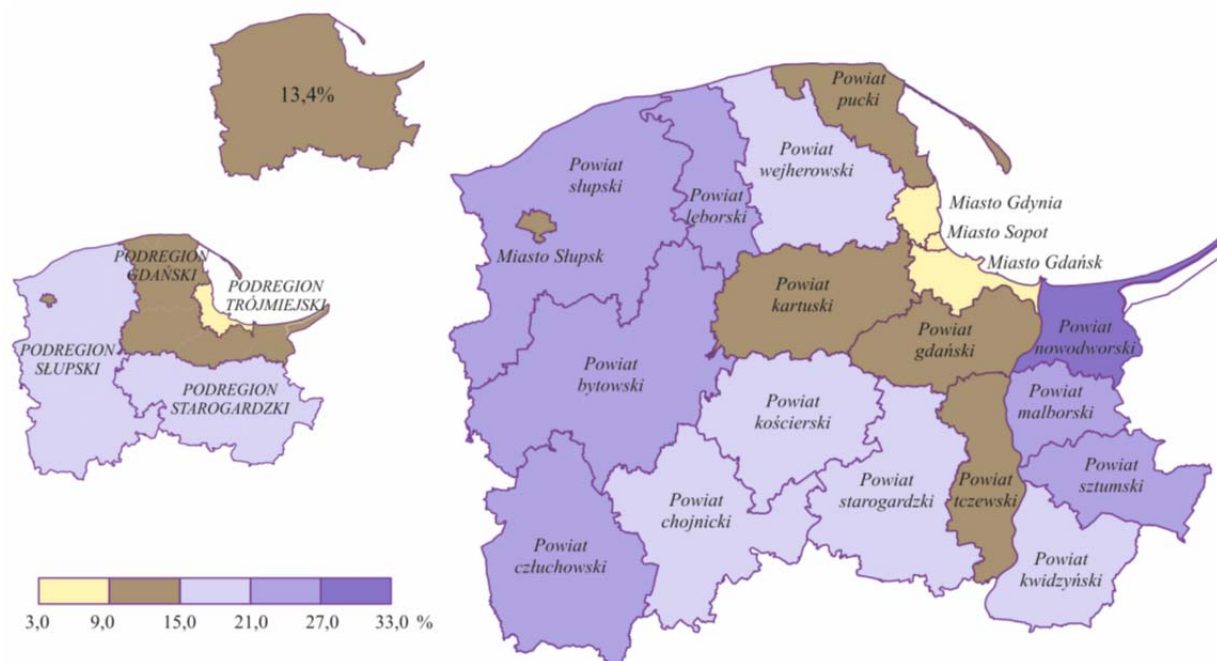 13,4%
PODREGION
GDAŃSKI
PODREGION
TRÓJMIEJSKI
PODREGION
SŁUPSKI
PODREGION
STAROGARDZKI
3,0 9,0 15,0 21,0 27,0 33,0 %
Powiat
pucki
Powiat
wejherowski
Powiat
słupski
Powiat
lęborski
Miasto Gdynia
Miasto Sopot
Miasto Słupsk
Miasto Gdańsk
Powiat
kartuski
Powiat
gdański
Powiat
nowodworski
Powiat
bytowski
Powiat
malborski
Powiat
kościerski
Powiat
sztumski
Powiat
starogardzki
Powiat
tczewski
Powiat
chojnicki
Powiat
człuchowski
Powiat
kwidzyński